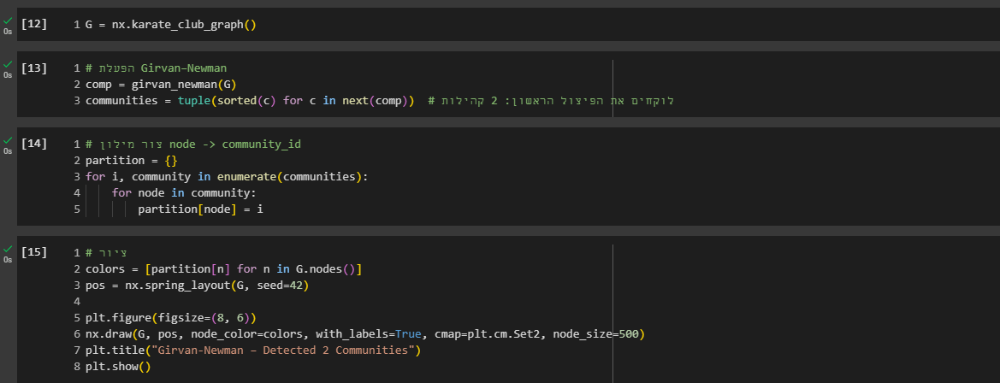 [12] 1 G = nx.karate_club_graph()
0s
[13] 1 # הפעלת Girvan–Newman
0s
2 comp = girvan_newman(G)
3 communities = tuple(sorted(c) for c in next(comp)) # לוקחים את הפיצול הראשון: 2 קהילות
[14] 1 # צור מילון node -> community_id
0s
2 partition = {}
3 for i, community in enumerate(communities):
4 for node in community:
5 partition[node] = i
[15] 1 # ציור
0s
2 colors = [partition[n] for n in G.nodes()]
3 pos = nx.spring_layout(G, seed=42)
4
5 plt.figure(figsize=(8, 6))
6 nx.draw(G, pos, node_color=colors, with_labels=True, cmap=plt.cm.Set2, node_size=500)
7 plt.title("Girvan-Newman – Detected 2 Communities")
8 plt.show()